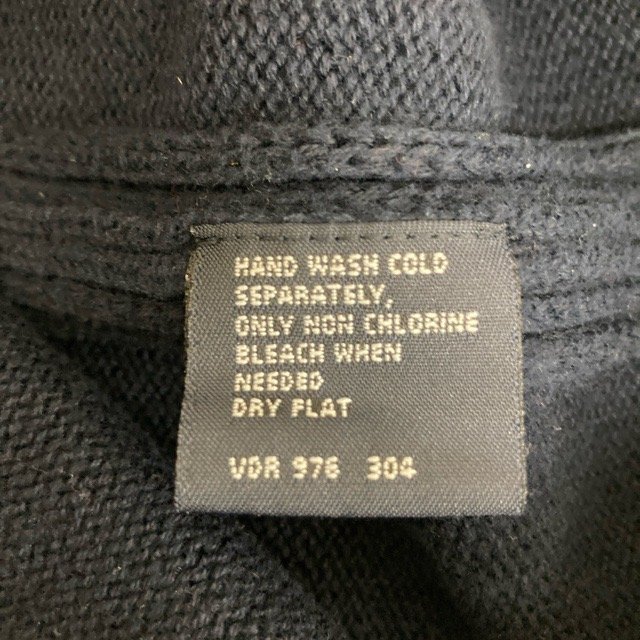 HAND WASH COLD
SEPARATELY.
ONLY NON CHLORINE
BLEACH WHEN
NEEDED
DRY FLAT
VDR 976 304